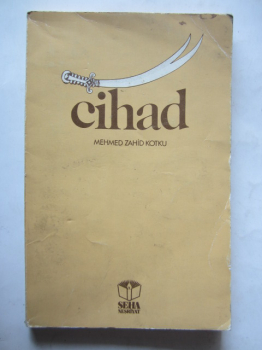 cihad
MEHMED ZAHİD KOTKU
SEHA
NEŞRİYAT